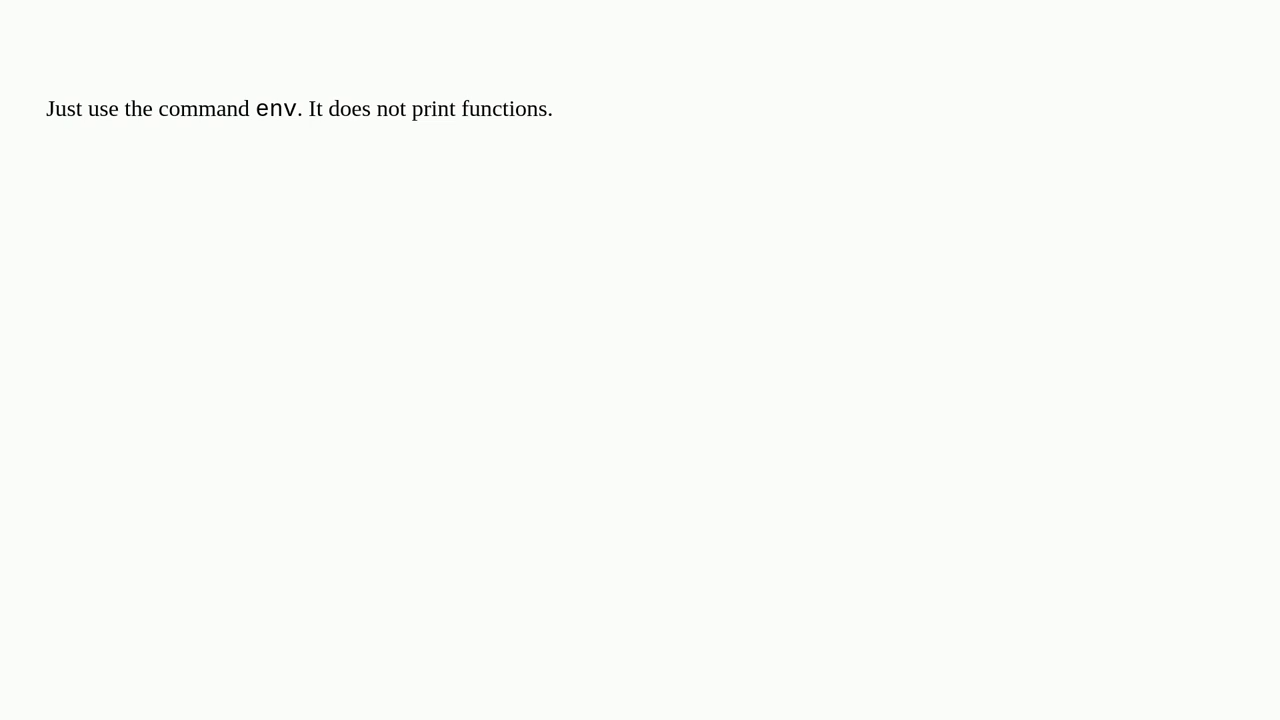 Just use the command env. It does not print functions.